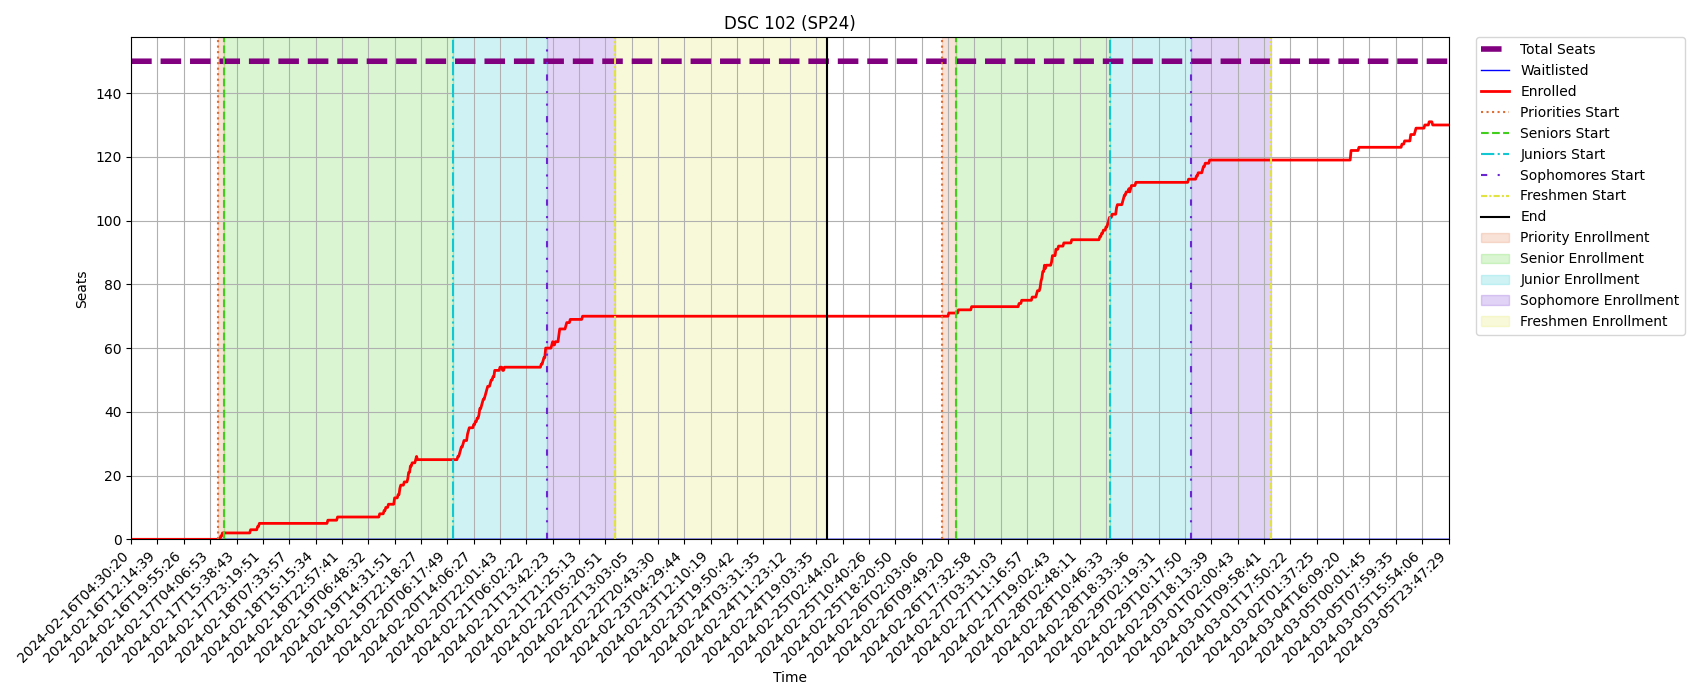 DSC 102 (SP24)
Seats
140
120
100
80
60
40
20
0
2024-02-16T04:30:20
2024-02-16T12:14:39
2024-02-16T19:55:26
2024-02-17T04:06:53
2024-02-17T15:38:43
2024-02-17T23:19:51
2024-02-18T07:33:57
2024-02-18T15:15:34
2024-02-18T22:57:41
2024-02-19T06:48:32
2024-02-19T14:31:51
2024-02-19T22:18:27
2024-02-20T06:17:49
2024-02-20T14:06:27
2024-02-20T22:01:43
2024-02-21T06:02:22
2024-02-21T13:42:23
2024-02-21T21:25:13
2024-02-22T05:20:51
2024-02-22T13:03:05
2024-02-22T20:43:30
2024-02-23T04:29:44
2024-02-23T12:10:19
2024-02-23T19:50:42
2024-02-24T03:31:35
2024-02-24T11:23:12
2024-02-24T19:03:35
2024-02-25T02:44:02
2024-02-25T10:40:26
2024-02-25T18:20:50
2024-02-26T02:03:06
2024-02-26T09:49:20
2024-02-26T17:32:58
2024-02-27T03:31:03
2024-02-27T11:16:57
2024-02-27T19:02:43
2024-02-28T02:48:11
2024-02-28T10:46:33
2024-02-28T18:33:36
2024-02-29T02:19:31
2024-02-29T10:17:50
2024-02-29T18:13:39
2024-03-01T02:00:43
2024-03-01T09:58:41
2024-03-01T17:50:22
2024-03-02T01:37:25
2024-03-04T16:09:20
2024-03-05T00:01:45
2024-03-05T07:59:35
2024-03-05T15:54:06
2024-03-05T23:47:29
Time
Total Seats
Waitlisted
Enrolled
Priorities Start
Seniors Start
Juniors Start
Sophomores Start
Freshmen Start
End
Priority Enrollment
Senior Enrollment
Junior Enrollment
Sophomore Enrollment
Freshmen Enrollment